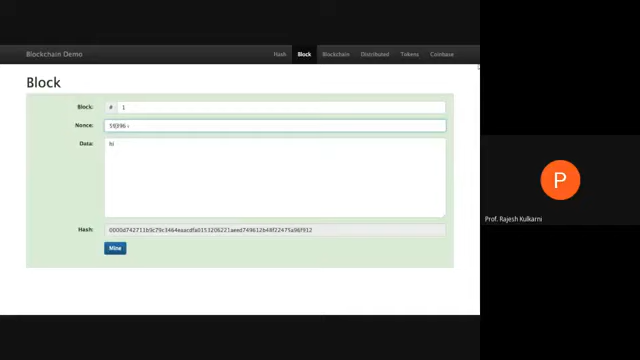 Blockchain Demo
Hash Block Blockchain Distributed Tokens Coinbase
Block
Block: # 1
Nonce: 59396
Data: hi
P
Prof. Rajesh Kulkarni
Hash:
Mine